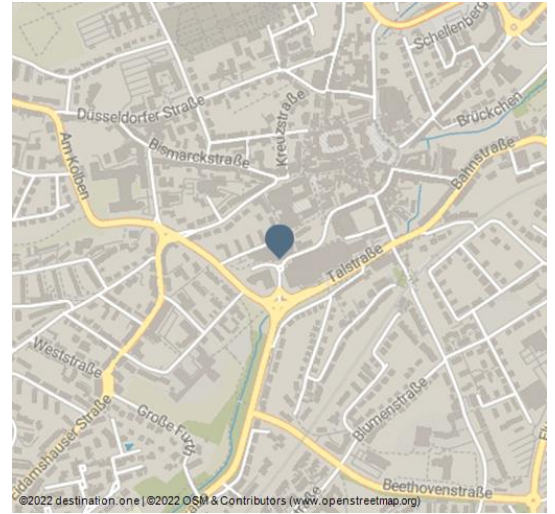 Schellenberg
Düsseldorfer Straße
Brückchen
Kreuzstraße
Bismarckstraße
Am Kolben
Bahnstraße
Talstraße
Weststraße
Große Furth
Blumenstraße
Beethovenstraße
©2022 destination.one | ©2022 OSM & Contributors (www.openstreetmap.org)